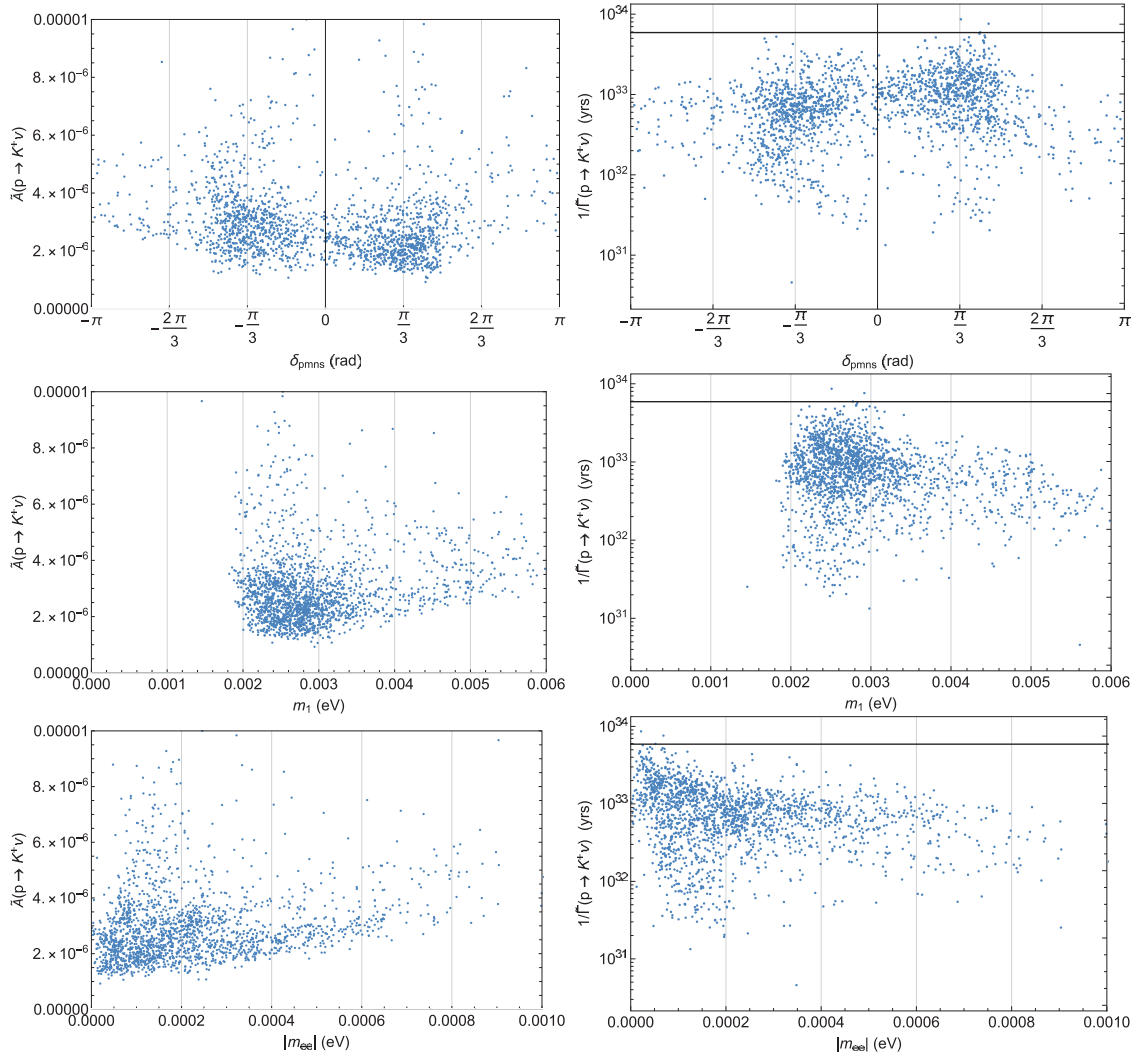 0.00001
8. × 10⁻⁶
6. × 10⁻⁶
4. × 10⁻⁶
2. × 10⁻⁶
0.00000
Ã(p → K⁺ν)
−π
−2π/3
−π/3
0
π/3
2π/3
π
δpmns (rad)
10³⁴
10³³
10³²
10³¹
1/Γ̃(p → K⁺ν) (yrs)
−π
−2π/3
−π/3
0
π/3
2π/3
π
δpmns (rad)
0.00001
8. × 10⁻⁶
6. × 10⁻⁶
4. × 10⁻⁶
2. × 10⁻⁶
0.00000
Ã(p → K⁺ν)
0.000 0.001 0.002 0.003 0.004 0.005 0.006
m₁ (eV)
10³⁴
10³³
10³²
10³¹
1/Γ̃(p → K⁺ν) (yrs)
0.000 0.001 0.002 0.003 0.004 0.005 0.006
m₁ (eV)
0.00001
8. × 10⁻⁶
6. × 10⁻⁶
4. × 10⁻⁶
2. × 10⁻⁶
0.00000
Ã(p → K⁺ν)
0.0000 0.0002 0.0004 0.0006 0.0008 0.0010
|mee| (eV)
10³⁴
10³³
10³²
10³¹
1/Γ̃(p → K⁺ν) (yrs)
0.0000 0.0002 0.0004 0.0006 0.0008 0.0010
|mee| (eV)